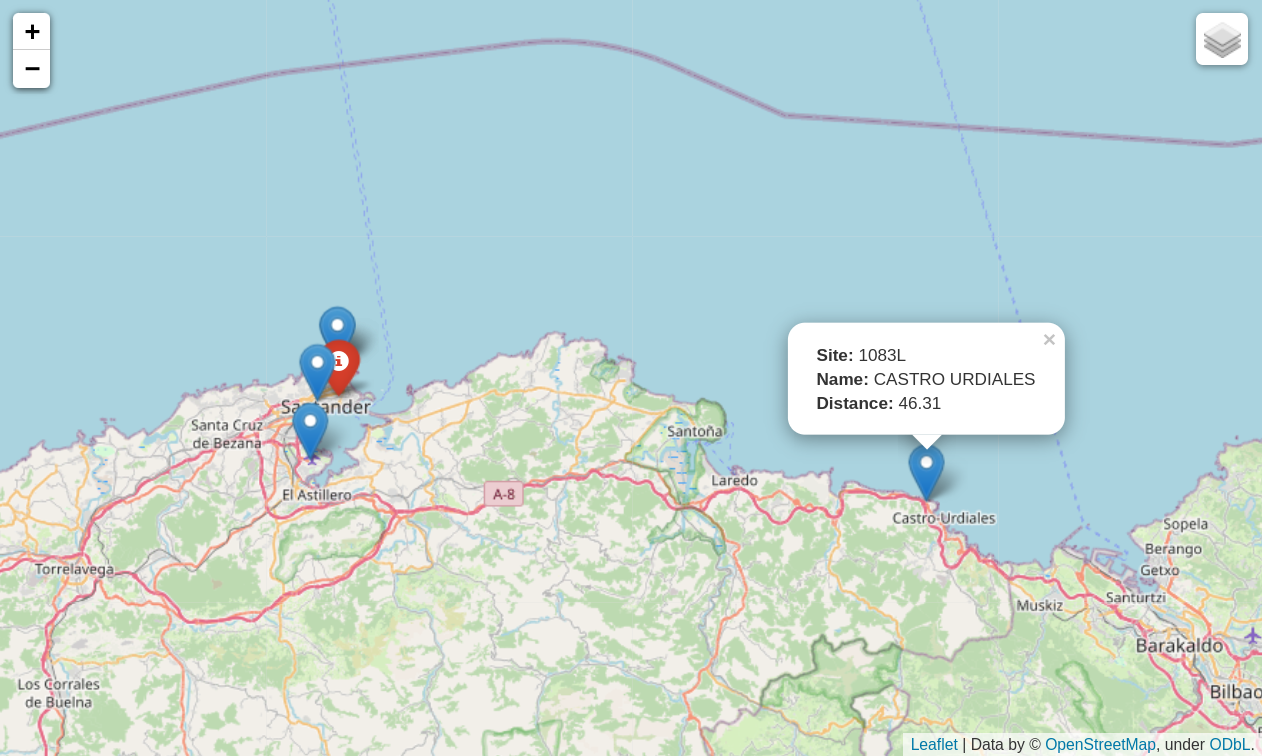 +
−
×
Site: 1083L
Name: CASTRO URDIALES
Distance: 46.31
Santander
Santa Cruz
de Bezana
Santoña
Laredo
A-8
El Astillero
Castro-Urdiales
Sopela
Berango
Getxo
Torrelavega
Santurtzi
Muskiz
Barakaldo
Los Corrales
de Buelna
Bilbao
Leaflet | Data by © OpenStreetMap, under ODbL.